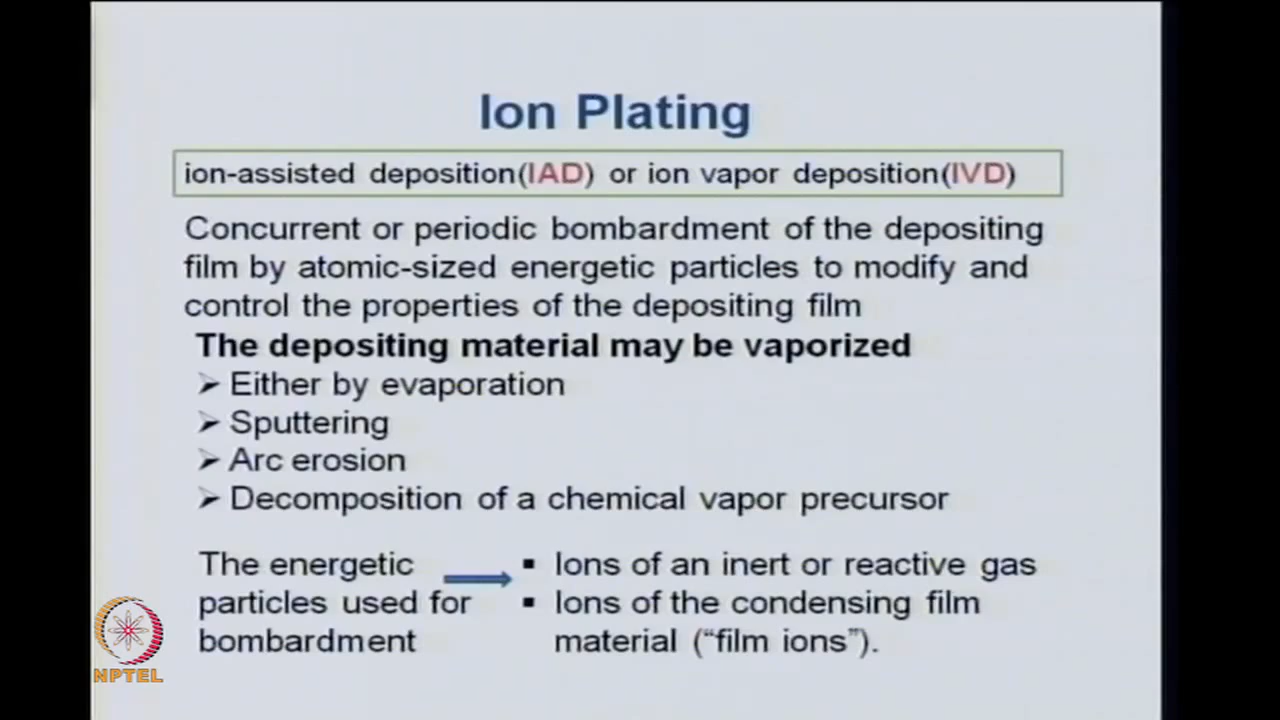 Ion Plating
ion-assisted deposition(IAD) or ion vapor deposition(IVD)
Concurrent or periodic bombardment of the depositing
film by atomic-sized energetic particles to modify and
control the properties of the depositing film
The depositing material may be vaporized
➢ Either by evaporation
➢ Sputtering
➢ Arc erosion
➢ Decomposition of a chemical vapor precursor
The energetic
particles used for
bombardment
▪ Ions of an inert or reactive gas
▪ Ions of the condensing film
material (“film ions”).
NPTEL